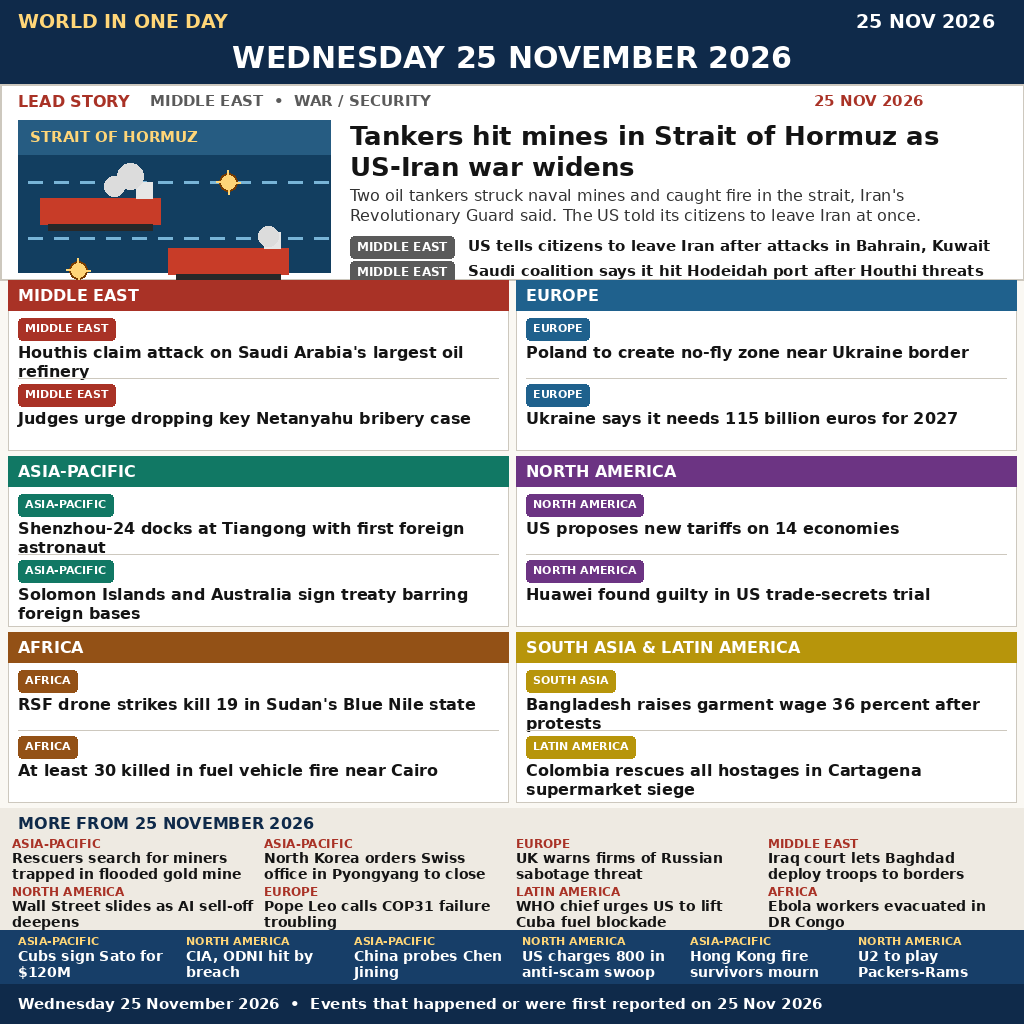 WORLD IN ONE DAY
25 NOV 2026
WEDNESDAY 25 NOVEMBER 2026
LEAD STORY
MIDDLE EAST • WAR / SECURITY
25 NOV 2026
STRAIT OF HORMUZ
Tankers hit mines in Strait of Hormuz as
US-Iran war widens
Two oil tankers struck naval mines and caught fire in the strait, Iran's
Revolutionary Guard said. The US told its citizens to leave Iran at once.
MIDDLE EAST
US tells citizens to leave Iran after attacks in Bahrain, Kuwait
MIDDLE EAST
Saudi coalition says it hit Hodeidah port after Houthi threats
MIDDLE EAST
MIDDLE EAST
Houthis claim attack on Saudi Arabia's largest oil
refinery
MIDDLE EAST
Judges urge dropping key Netanyahu bribery case
EUROPE
EUROPE
Poland to create no-fly zone near Ukraine border
EUROPE
Ukraine says it needs 115 billion euros for 2027
ASIA-PACIFIC
ASIA-PACIFIC
Shenzhou-24 docks at Tiangong with first foreign
astronaut
ASIA-PACIFIC
Solomon Islands and Australia sign treaty barring
foreign bases
NORTH AMERICA
NORTH AMERICA
US proposes new tariffs on 14 economies
NORTH AMERICA
Huawei found guilty in US trade-secrets trial
AFRICA
AFRICA
RSF drone strikes kill 19 in Sudan's Blue Nile state
AFRICA
At least 30 killed in fuel vehicle fire near Cairo
SOUTH ASIA & LATIN AMERICA
SOUTH ASIA
Bangladesh raises garment wage 36 percent after
protests
LATIN AMERICA
Colombia rescues all hostages in Cartagena
supermarket siege
MORE FROM 25 NOVEMBER 2026
ASIA-PACIFIC
Rescuers search for miners
trapped in flooded gold mine
ASIA-PACIFIC
North Korea orders Swiss
office in Pyongyang to close
EUROPE
UK warns firms of Russian
sabotage threat
MIDDLE EAST
Iraq court lets Baghdad
deploy troops to borders
NORTH AMERICA
Wall Street slides as AI sell-off
deepens
EUROPE
Pope Leo calls COP31 failure
troubling
LATIN AMERICA
WHO chief urges US to lift
Cuba fuel blockade
AFRICA
Ebola workers evacuated in
DR Congo
ASIA-PACIFIC
Cubs sign Sato for
$120M
NORTH AMERICA
CIA, ODNI hit by
breach
ASIA-PACIFIC
China probes Chen
Jining
NORTH AMERICA
US charges 800 in
anti-scam swoop
ASIA-PACIFIC
Hong Kong fire
survivors mourn
NORTH AMERICA
U2 to play
Packers-Rams
Wednesday 25 November 2026 • Events that happened or were first reported on 25 Nov 2026